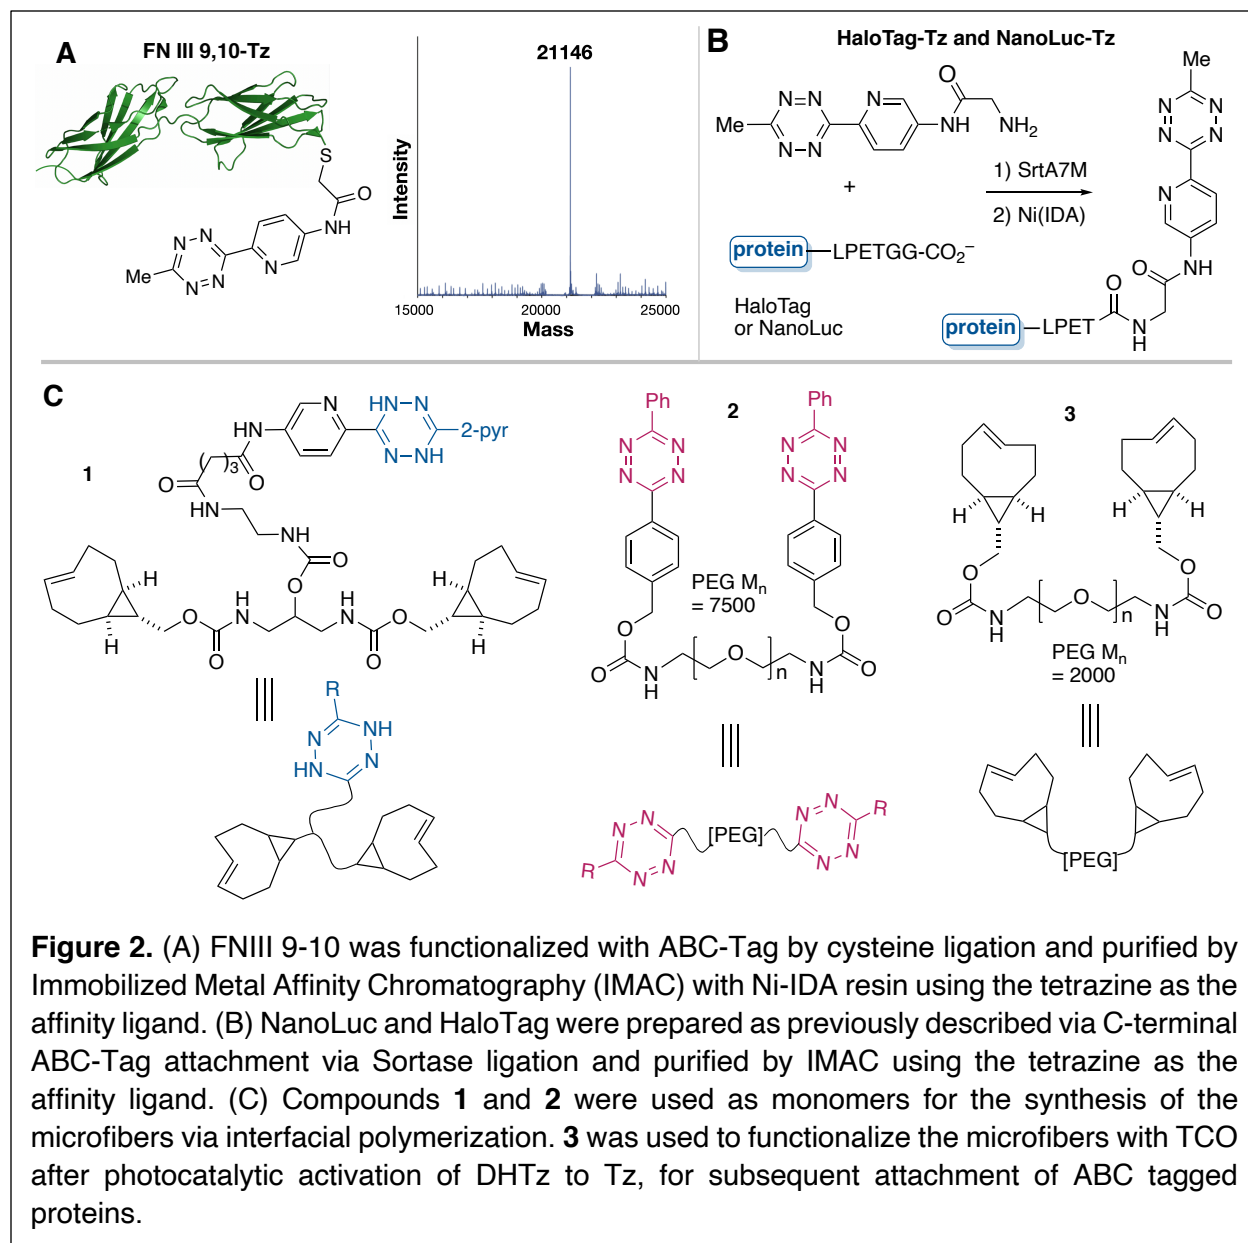 A
FN III 9,10-Tz
S
O
NH
N
N=N
N=N
N
Me
21146
Intensity
15000
20000
25000
Mass
B
HaloTag-Tz and NanoLuc-Tz
Me
N=N
N=N
N
NH
O
NH2
+
1) SrtA7M
2) Ni(IDA)
protein
LPETGG-CO2−
HaloTag
or NanoLuc
Me
N
N
N
N
N
NH
O
O
protein
LPET
N
H
C
1
HN
N
N
NH
2-pyr
N
NH
O
( )3
O
NH
NH
O
O
H
H
O
O
H
N
H
N
O
O
H
H
R
N
NH
HN
N
2
Ph
N
N
N
N
Ph
N
N
N
N
PEG Mn
= 7500
O
O
N
H
O
n
N
H
O
O
R
N
N
N
N
[PEG]
N
N
N
N
R
3
H
H
H
H
O
O
N
H
O
n
N
H
O
O
PEG Mn
= 2000
[PEG]
Figure 2. (A) FNIII 9-10 was functionalized with ABC-Tag by cysteine ligation and purified by
Immobilized Metal Affinity Chromatography (IMAC) with Ni-IDA resin using the tetrazine as the
affinity ligand. (B) NanoLuc and HaloTag were prepared as previously described via C-terminal
ABC-Tag attachment via Sortase ligation and purified by IMAC using the tetrazine as the
affinity ligand. (C) Compounds 1 and 2 were used as monomers for the synthesis of the
microfibers via interfacial polymerization. 3 was used to functionalize the microfibers with TCO
after photocatalytic activation of DHTz to Tz, for subsequent attachment of ABC tagged
proteins.